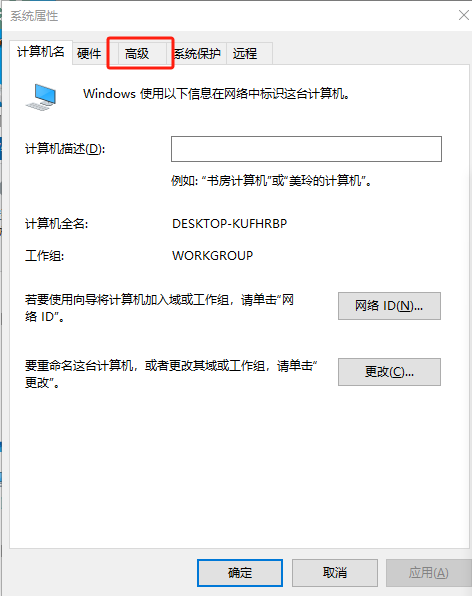 系统属性
计算机名 硬件 高级 系统保护 远程
Windows 使用以下信息在网络中标识这台计算机。
计算机描述(D):
例如: “书房计算机”或“美玲的计算机”。
计算机全名: DESKTOP-KUFHRBP
工作组: WORKGROUP
若要使用向导将计算机加入域或工作组，请单击“网
络 ID”。
网络 ID(N)...
要重命名这台计算机，或者更改其域或工作组，请单击“
更改”。
更改(C)...
确定 取消 应用(A)